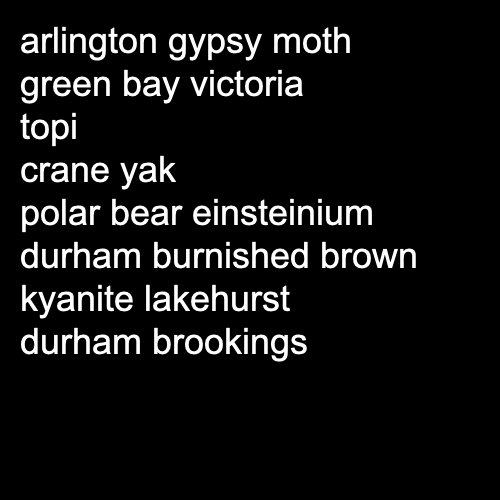 arlington gypsy moth
green bay victoria
topi
crane yak
polar bear einsteinium
durham burnished brown
kyanite lakehurst
durham brookings